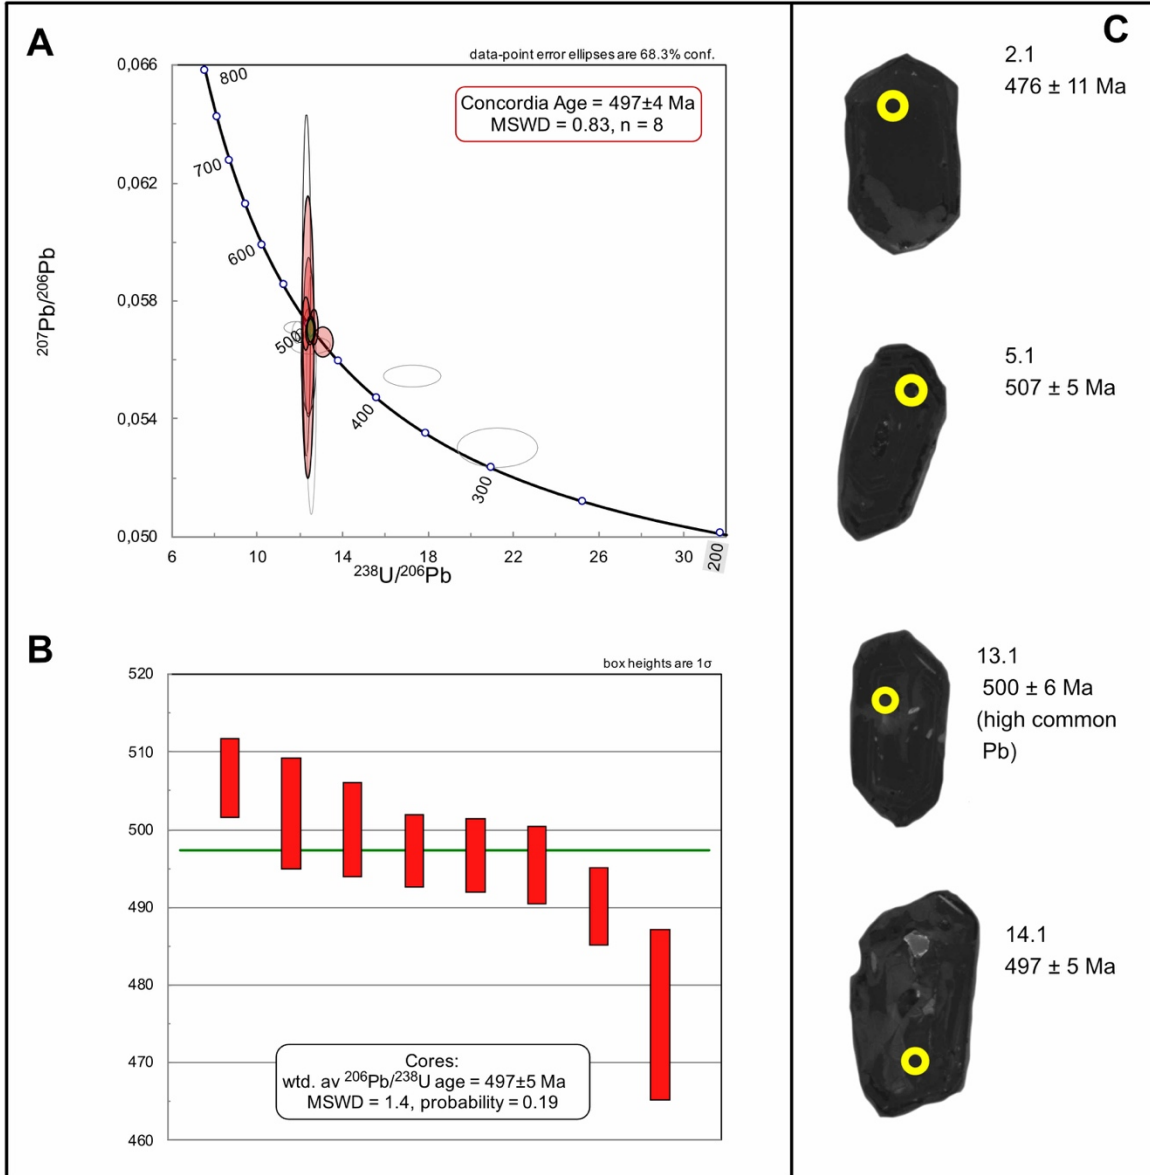 A
data-point error ellipses are 68.3% conf.
0,066
0,062
0,058
0,054
0,050
²⁰⁷Pb/²⁰⁶Pb
800
700
600
500
400
300
200
Concordia Age = 497±4 Ma
MSWD = 0.83, n = 8
6
10
14
18
22
26
30
²³⁸U/²⁰⁶Pb
B
box heights are 1σ
520
510
500
490
480
470
460
Cores:
wtd. av ²⁰⁶Pb/²³⁸U age = 497±5 Ma
MSWD = 1.4, probability = 0.19
C
2.1
476 ± 11 Ma
5.1
507 ± 5 Ma
13.1
500 ± 6 Ma
(high common
Pb)
14.1
497 ± 5 Ma